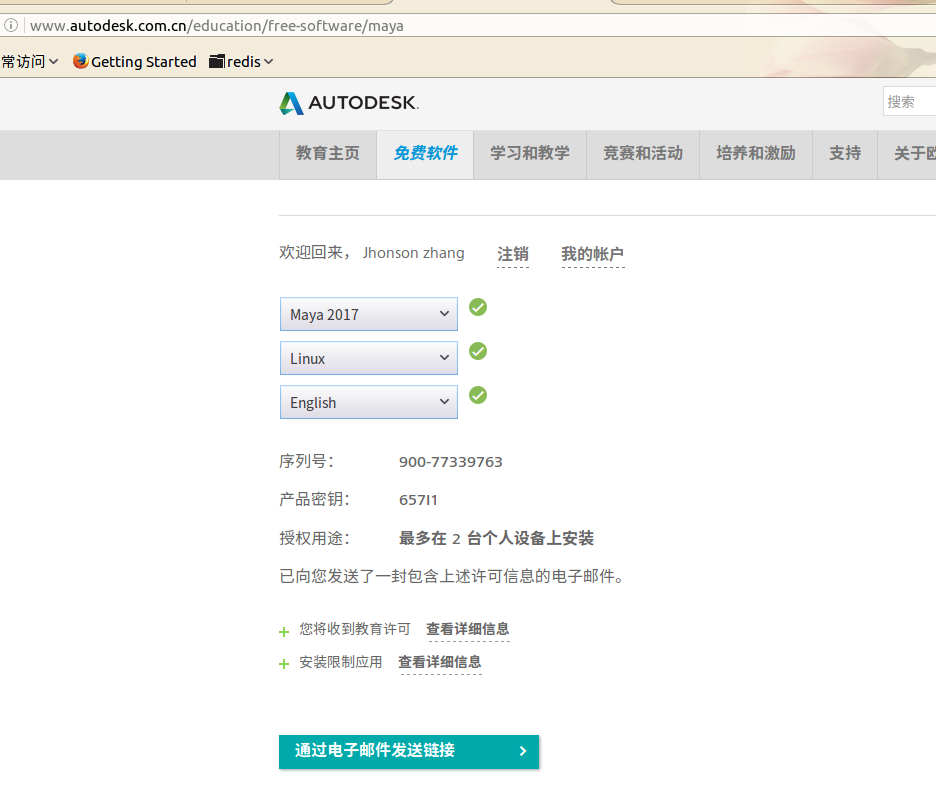 www.autodesk.com.cn/education/free-software/maya
常访问 Getting Started redis
AUTODESK.
搜索
教育主页 免费软件 学习和教学 竞赛和活动 培养和激励 支持 关于欧
欢迎回来， Jhonson zhang 注销 我的帐户
Maya 2017
Linux
English
序列号： 900-77339763
产品密钥： 657I1
授权用途： 最多在 2 台个人设备上安装
已向您发送了一封包含上述许可信息的电子邮件。
+ 您将收到教育许可 查看详细信息
+ 安装限制应用 查看详细信息
通过电子邮件发送链接